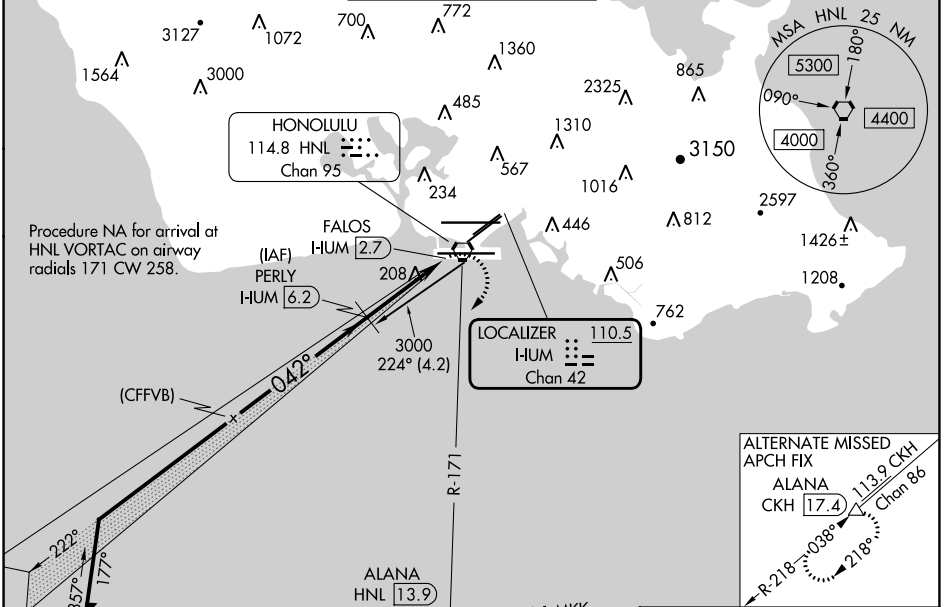 3127
1072
700
772
1564
3000
1360
485
2325
865
1310
567
234
1016
3150
446
812
2597
1426±
506
1208
762
208
MSA HNL 25 NM
180°
5300
090°
4400
4000
360°
HONOLULU
114.8 HNL
Chan 95
Procedure NA for arrival at
HNL VORTAC on airway
radials 171 CW 258.
FALOS
I-IUM 2.7
(IAF)
PERLY
I-IUM 6.2
3000
224° (4.2)
042°
(CFFVB)
LOCALIZER 110.5
I-IUM
Chan 42
R-171
222°
357°
177°
ALANA
HNL 13.9
MKK
ALTERNATE MISSED
APCH FIX
ALANA
CKH 17.4
113.9 CKH
Chan 86
038°
218°
R-218